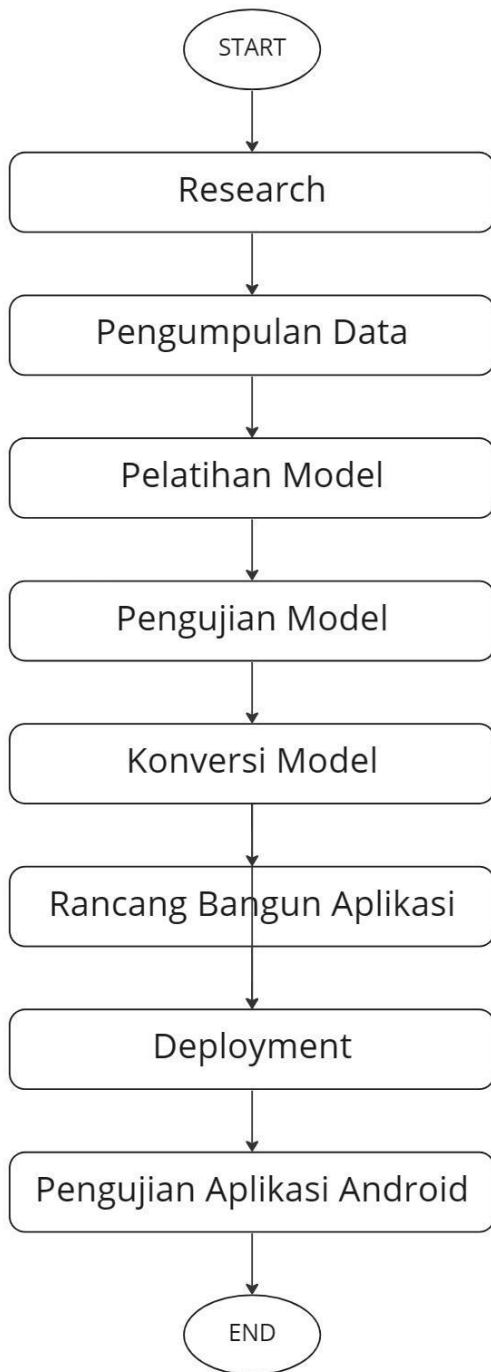 START
Research
Pengumpulan Data
Pelatihan Model
Pengujian Model
Konversi Model
Rancang Bangun Aplikasi
Deployment
Pengujian Aplikasi Android
END